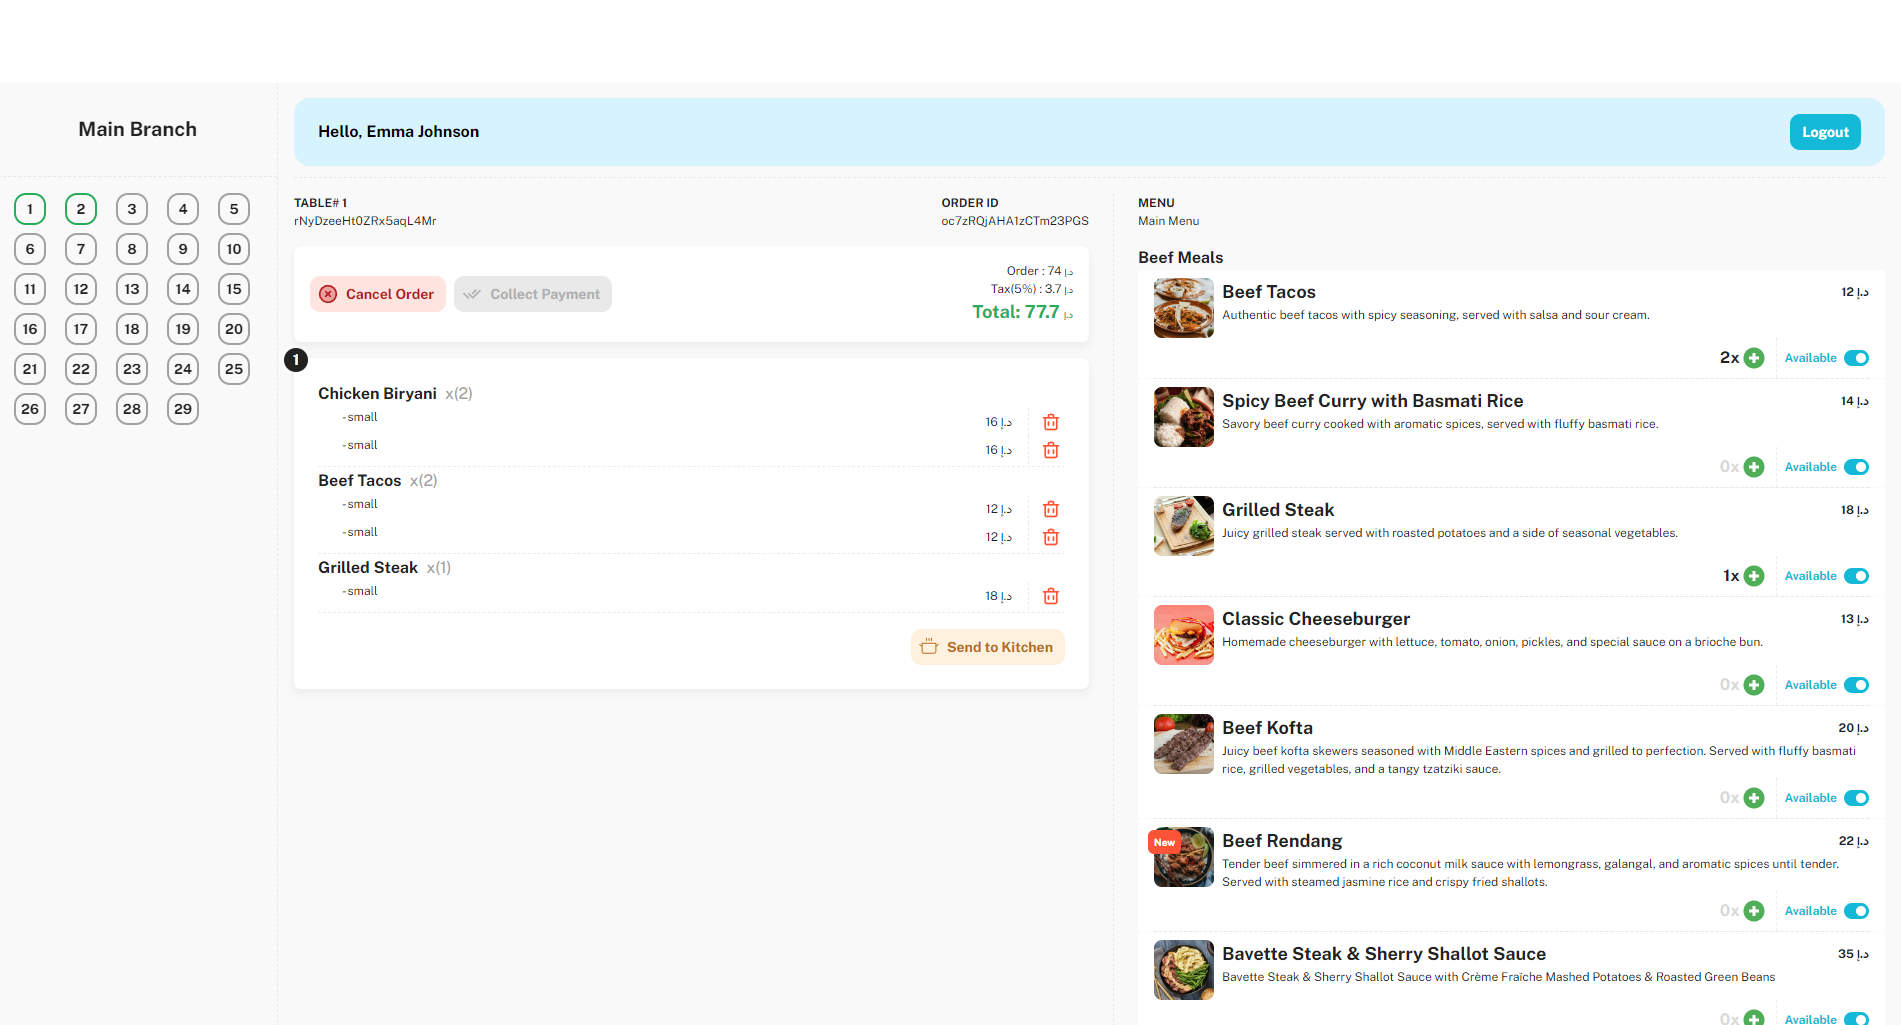 Main Branch
1 2 3 4 5
6 7 8 9 10
11 12 13 14 15
16 17 18 19 20
21 22 23 24 25
26 27 28 29
Hello, Emma Johnson
Logout
TABLE# 1
rNyDzeeHt0ZRx5aqL4Mr
ORDER ID
oc7zRQjAHA1zCTm23PGS
Cancel Order
Collect Payment
Order : 74 د.إ
Tax(5%) : 3.7 د.إ
Total: 77.7 د.إ
1
Chicken Biryani x(2)
- small
16 د.إ
- small
16 د.إ
Beef Tacos x(2)
- small
12 د.إ
- small
12 د.إ
Grilled Steak x(1)
- small
18 د.إ
Send to Kitchen
MENU
Main Menu
Beef Meals
Beef Tacos
12 د.إ
Authentic beef tacos with spicy seasoning, served with salsa and sour cream.
2x
Available
Spicy Beef Curry with Basmati Rice
14 د.إ
Savory beef curry cooked with aromatic spices, served with fluffy basmati rice.
0x
Available
Grilled Steak
18 د.إ
Juicy grilled steak served with roasted potatoes and a side of seasonal vegetables.
1x
Available
Classic Cheeseburger
13 د.إ
Homemade cheeseburger with lettuce, tomato, onion, pickles, and special sauce on a brioche bun.
0x
Available
Beef Kofta
20 د.إ
Juicy beef kofta skewers seasoned with Middle Eastern spices and grilled to perfection. Served with fluffy basmati
rice, grilled vegetables, and a tangy tzatziki sauce.
0x
Available
New
Beef Rendang
22 د.إ
Tender beef simmered in a rich coconut milk sauce with lemongrass, galangal, and aromatic spices until tender.
Served with steamed jasmine rice and crispy fried shallots.
0x
Available
Bavette Steak & Sherry Shallot Sauce
35 د.إ
Bavette Steak & Sherry Shallot Sauce with Crème Fraîche Mashed Potatoes & Roasted Green Beans
0x
Available